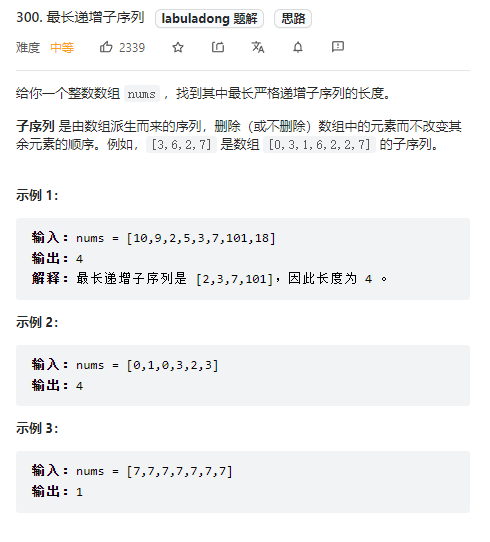 300. 最长递增子序列 labuladong 题解 思路
难度 中等 2339
给你一个整数数组 nums ，找到其中最长严格递增子序列的长度。
子序列 是由数组派生而来的序列，删除（或不删除）数组中的元素而不改变其
余元素的顺序。例如，[3,6,2,7] 是数组 [0,3,1,6,2,2,7] 的子序列。
示例 1：
输入：nums = [10,9,2,5,3,7,101,18]
输出：4
解释：最长递增子序列是 [2,3,7,101]，因此长度为 4 。
示例 2：
输入：nums = [0,1,0,3,2,3]
输出：4
示例 3：
输入：nums = [7,7,7,7,7,7,7]
输出：1